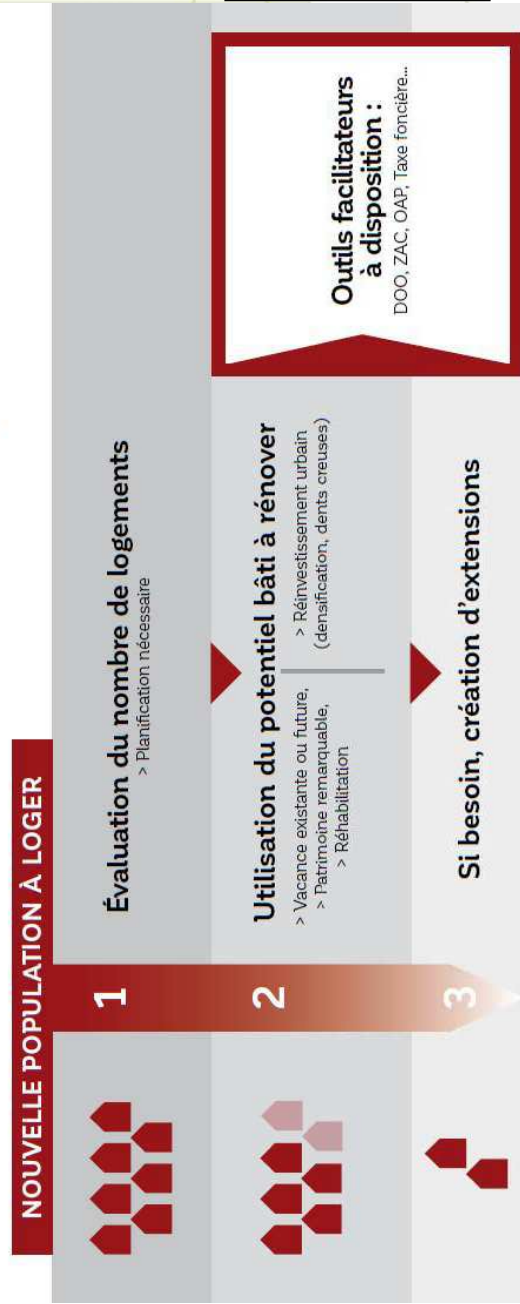 NOUVELLE POPULATION À LOGER
1
Évaluation du nombre de logements
> Planification nécessaire
2
Utilisation du potentiel bâti à rénover
> Vacance existante ou future,
> Patrimoine remarquable,
> Réhabilitation
> Réinvestissement urbain
(densification, dents creuses)
3
Si besoin, création d'extensions
Outils facilitateurs
à disposition :
DOO, ZAC, OAP, Taxe foncière...